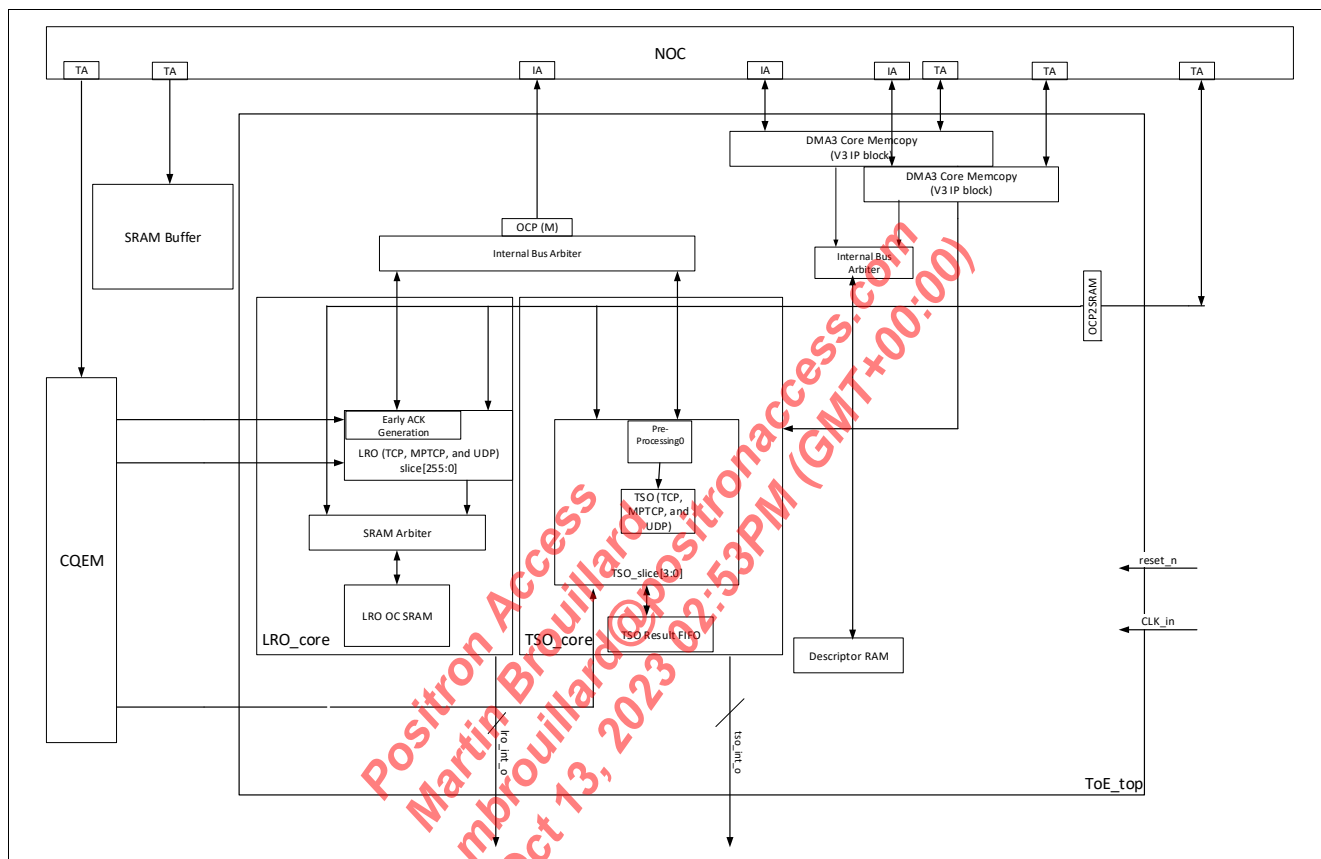 NOC
TA
TA
IA
IA
IA
TA
TA
TA
DMA3 Core Memcopy
(V3 IP block)
DMA3 Core Memcopy
(V3 IP block)
SRAM Buffer
OCP (M)
Internal Bus Arbiter
Internal Bus
Arbiter
OCP2SRAM
Early ACK
Generation
LRO (TCP, MPTCP, and UDP)
slice[255:0]
Pre-
Processing0
TSO (TCP,
MPTCP, and
UDP)
SRAM Arbiter
CQEM
TSO_slice[3:0]
LRO OC SRAM
LRO_core
TSO_core
TSO Result FIFO
Descriptor RAM
reset_n
CLK_in
lro_int_o
tso_int_o
ToE_top
Positron Access
Martin Brouillard
mbrouillard@positronaccess.com
Oct 13, 2023 02:53PM (GMT+00:00)